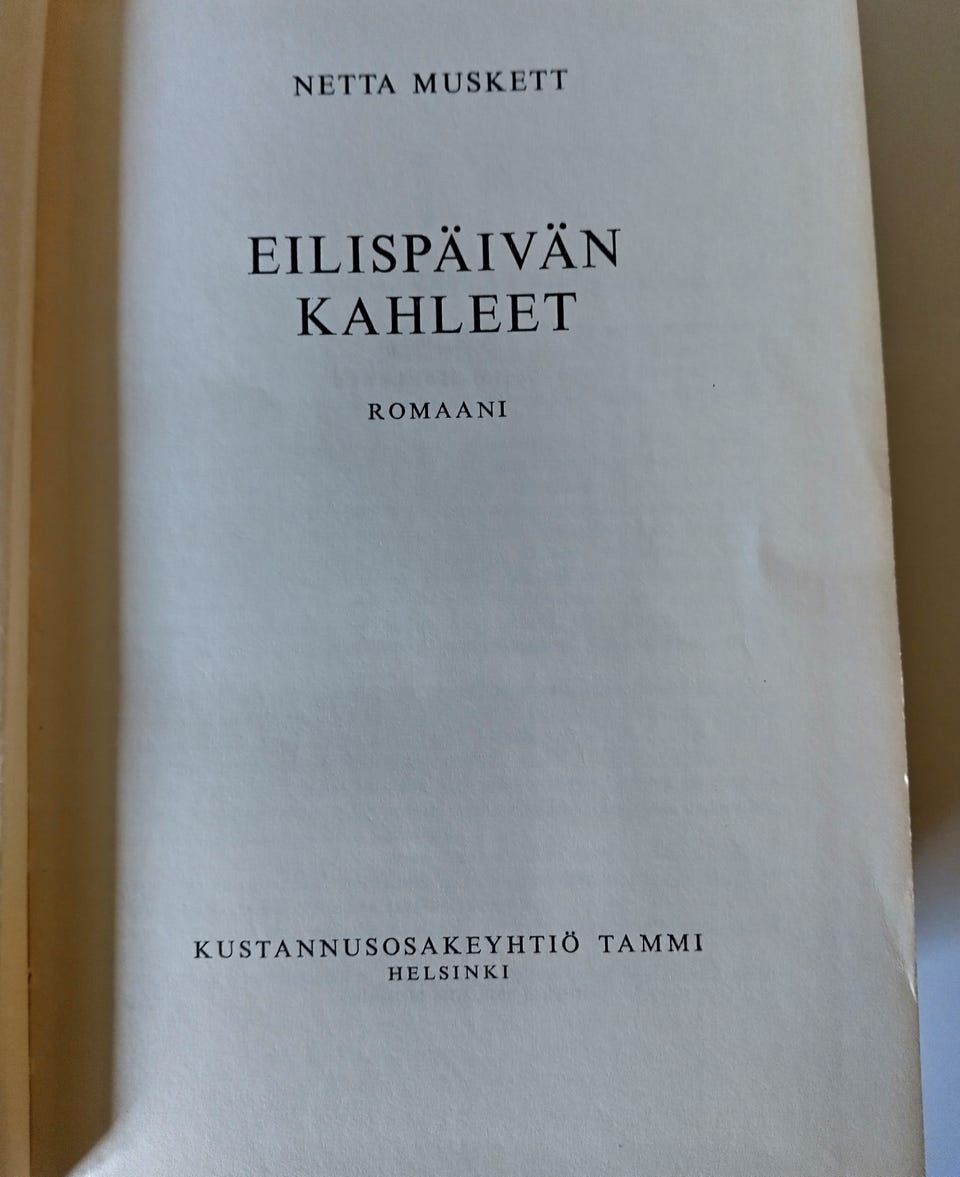 NETTA MUSKETT
EILISPÄIVÄN
KAHLEET
ROMAANI
KUSTANNUSOSAKEYHTIÖ TAMMI
HELSINKI